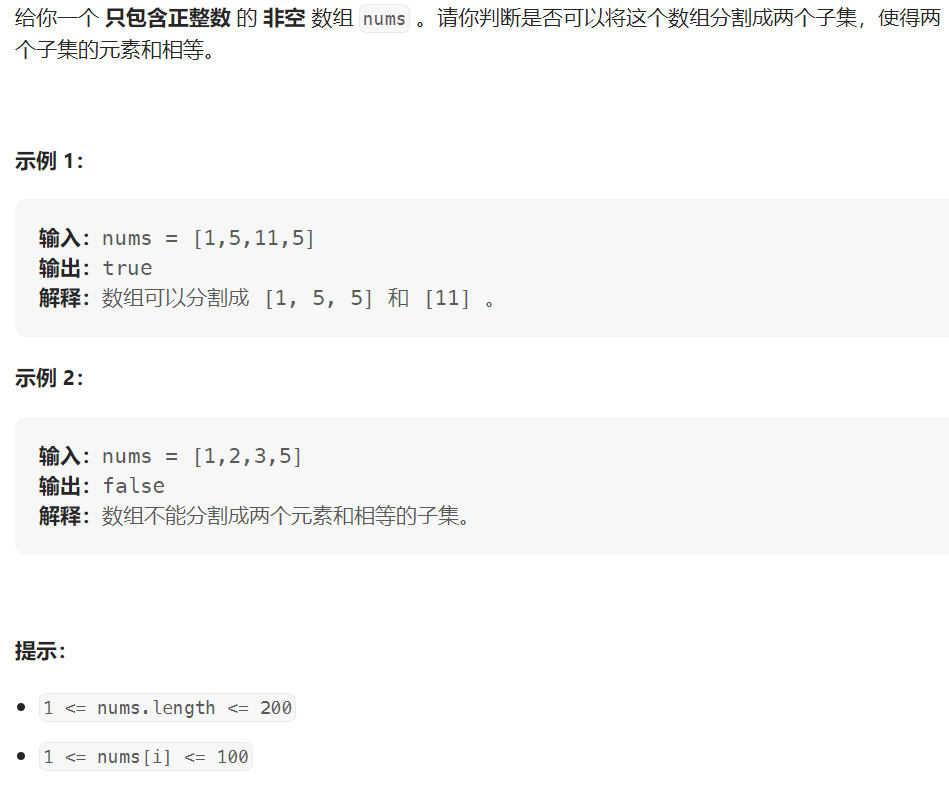 给你一个 只包含正整数 的 非空 数组 nums 。请你判断是否可以将这个数组分割成两个子集，使得两
个子集的元素和相等。
示例 1：
输入：nums = [1,5,11,5]
输出：true
解释：数组可以分割成 [1, 5, 5] 和 [11] 。
示例 2：
输入：nums = [1,2,3,5]
输出：false
解释：数组不能分割成两个元素和相等的子集。
提示：
1 <= nums.length <= 200
1 <= nums[i] <= 100